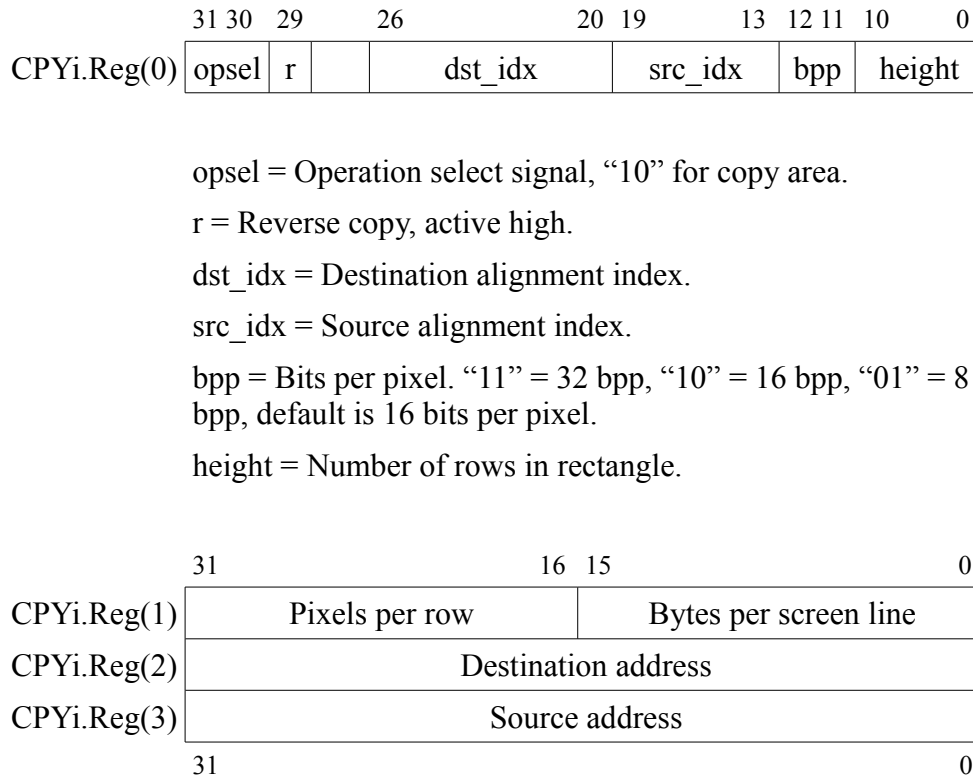 31 30 29 26 20 19 13 12 11 10 0
CPYi.Reg(0) opsel r dst_idx src_idx bpp height
opsel = Operation select signal, “10” for copy area.
r = Reverse copy, active high.
dst_idx = Destination alignment index.
src_idx = Source alignment index.
bpp = Bits per pixel. “11” = 32 bpp, “10” = 16 bpp, “01” = 8
bpp, default is 16 bits per pixel.
height = Number of rows in rectangle.
31 16 15 0
CPYi.Reg(1) Pixels per row Bytes per screen line
CPYi.Reg(2) Destination address
CPYi.Reg(3) Source address
31 0